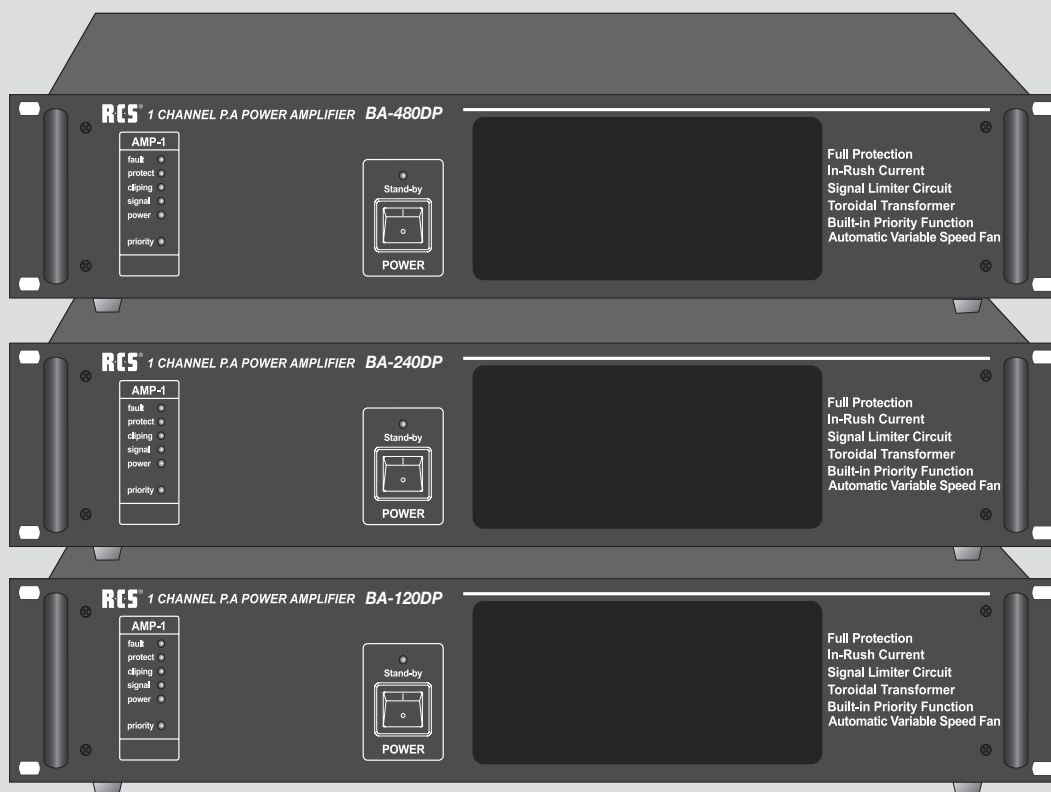 RCS® 1 CHANNEL P.A POWER AMPLIFIER BA-480DP
AMP-1
fault
protect
cliping
signal
power
priority
Stand-by
POWER
Full Protection
In-Rush Current
Signal Limiter Circuit
Toroidal Transformer
Built-in Priority Function
Automatic Variable Speed Fan
RCS® 1 CHANNEL P.A POWER AMPLIFIER BA-240DP
AMP-1
fault
protect
cliping
signal
power
priority
Stand-by
POWER
Full Protection
In-Rush Current
Signal Limiter Circuit
Toroidal Transformer
Built-in Priority Function
Automatic Variable Speed Fan
RCS® 1 CHANNEL P.A POWER AMPLIFIER BA-120DP
AMP-1
fault
protect
cliping
signal
power
priority
Stand-by
POWER
Full Protection
In-Rush Current
Signal Limiter Circuit
Toroidal Transformer
Built-in Priority Function
Automatic Variable Speed Fan